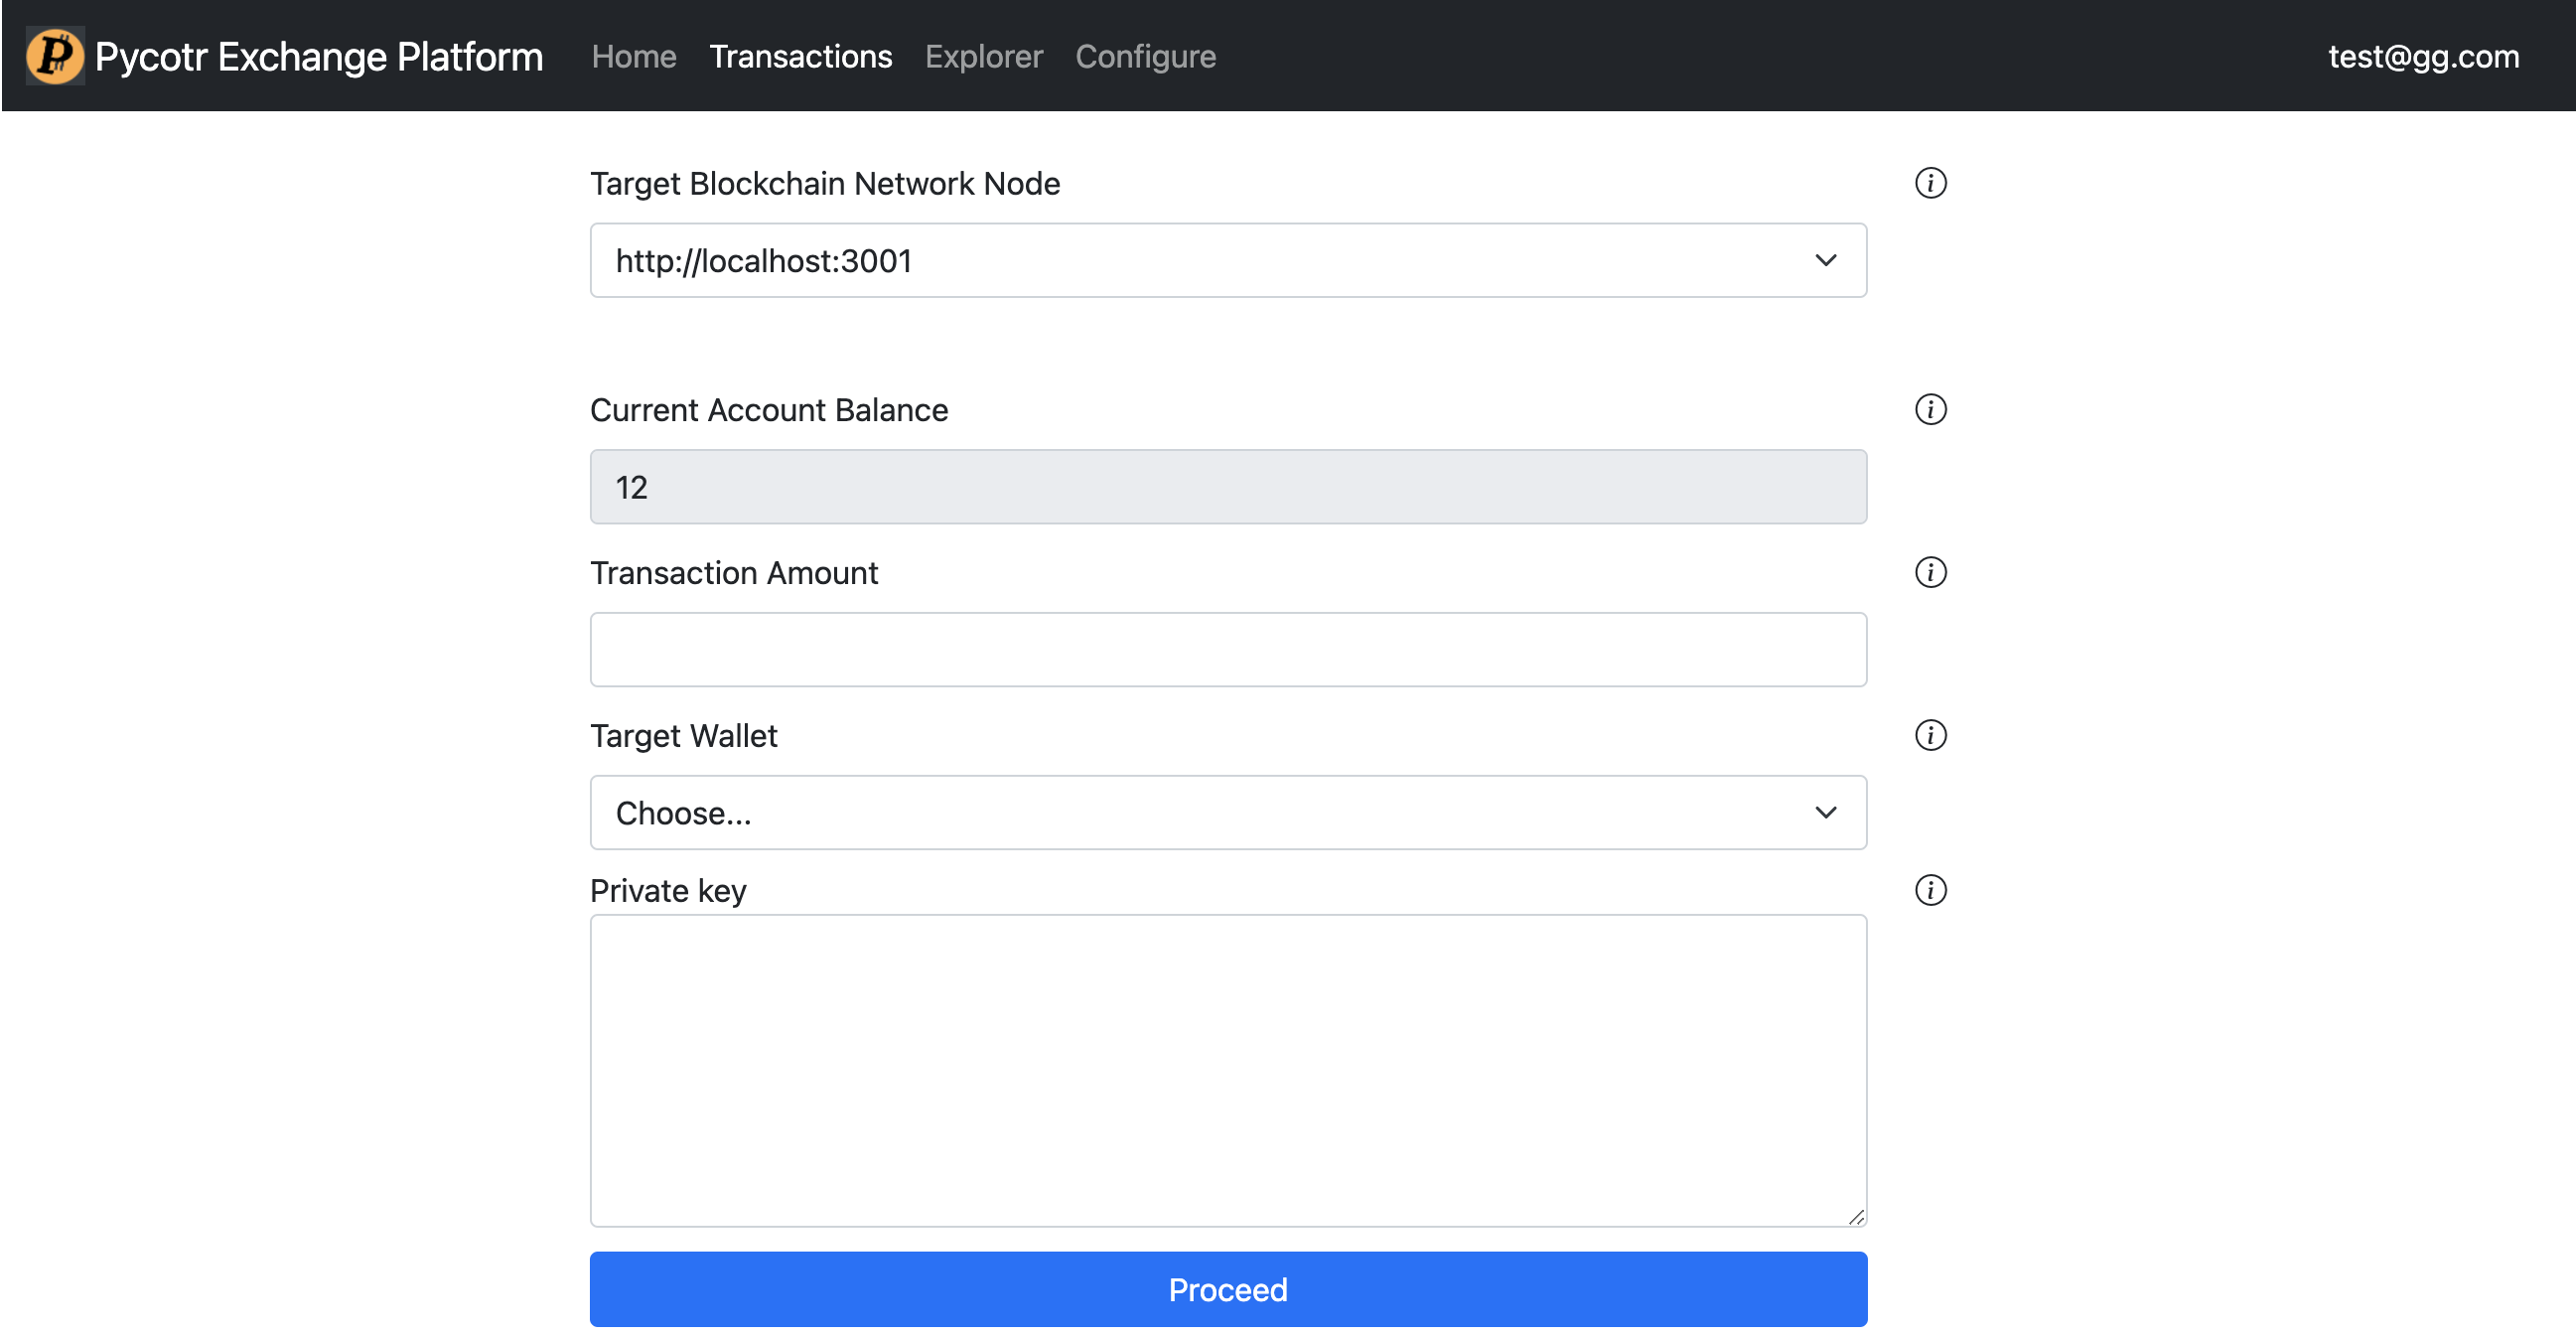 Pycotr Exchange Platform Home Transactions Explorer Configure test@gg.com
Target Blockchain Network Node
http://localhost:3001
Current Account Balance
12
Transaction Amount
Target Wallet
Choose...
Private key
Proceed